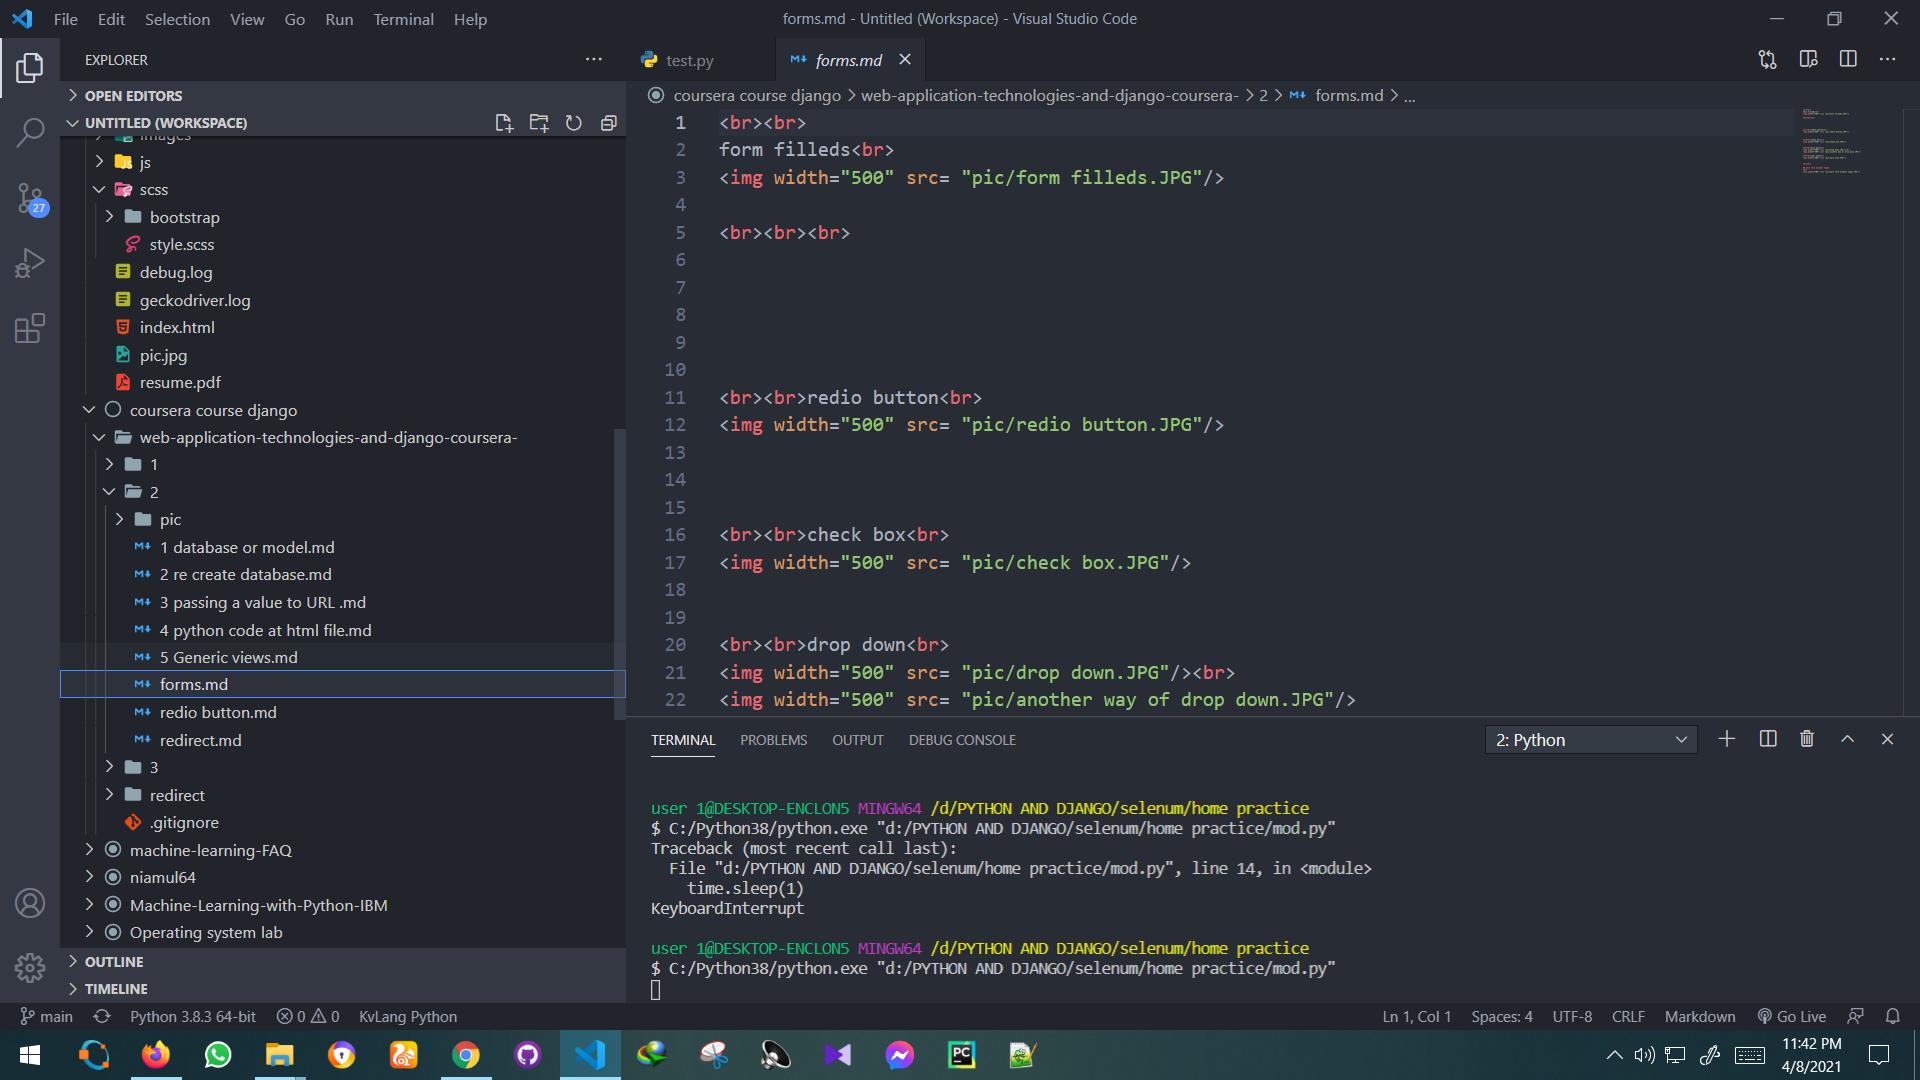 File Edit Selection View Go Run Terminal Help
forms.md - Untitled (Workspace) - Visual Studio Code
EXPLORER
OPEN EDITORS
UNTITLED (WORKSPACE)
images
js
scss
bootstrap
style.scss
debug.log
geckodriver.log
index.html
pic.jpg
resume.pdf
coursera course django
web-application-technologies-and-django-coursera-
1
2
pic
1 database or model.md
2 re create database.md
3 passing a value to URL .md
4 python code at html file.md
5 Generic views.md
forms.md
redio button.md
redirect.md
3
redirect
.gitignore
machine-learning-FAQ
niamul64
Machine-Learning-with-Python-IBM
Operating system lab
OUTLINE
TIMELINE
27
test.py
forms.md
coursera course django > web-application-technologies-and-django-coursera- > 2 > forms.md > ...
1 <br><br>
2 form filleds<br>
3 <img width="500" src= "pic/form filleds.JPG"/>
4
5 <br><br><br>
6
7
8
9
10
11 <br><br>redio button<br>
12 <img width="500" src= "pic/redio button.JPG"/>
13
14
15
16 <br><br>check box<br>
17 <img width="500" src= "pic/check box.JPG"/>
18
19
20 <br><br>drop down<br>
21 <img width="500" src= "pic/drop down.JPG"/><br>
22 <img width="500" src= "pic/another way of drop down.JPG"/>
TERMINAL PROBLEMS OUTPUT DEBUG CONSOLE
2: Python
user 1@DESKTOP-ENCLON5 MINGW64 /d/PYTHON AND DJANGO/selenum/home practice
$ C:/Python38/python.exe "d:/PYTHON AND DJANGO/selenum/home practice/mod.py"
Traceback (most recent call last):
File "d:/PYTHON AND DJANGO/selenum/home practice/mod.py", line 14, in <module>
time.sleep(1)
KeyboardInterrupt
user 1@DESKTOP-ENCLON5 MINGW64 /d/PYTHON AND DJANGO/selenum/home practice
$ C:/Python38/python.exe "d:/PYTHON AND DJANGO/selenum/home practice/mod.py"
main Python 3.8.3 64-bit 0 0 KvLang Python
Ln 1, Col 1 Spaces: 4 UTF-8 CRLF Markdown Go Live
PC
11:42 PM
4/8/2021